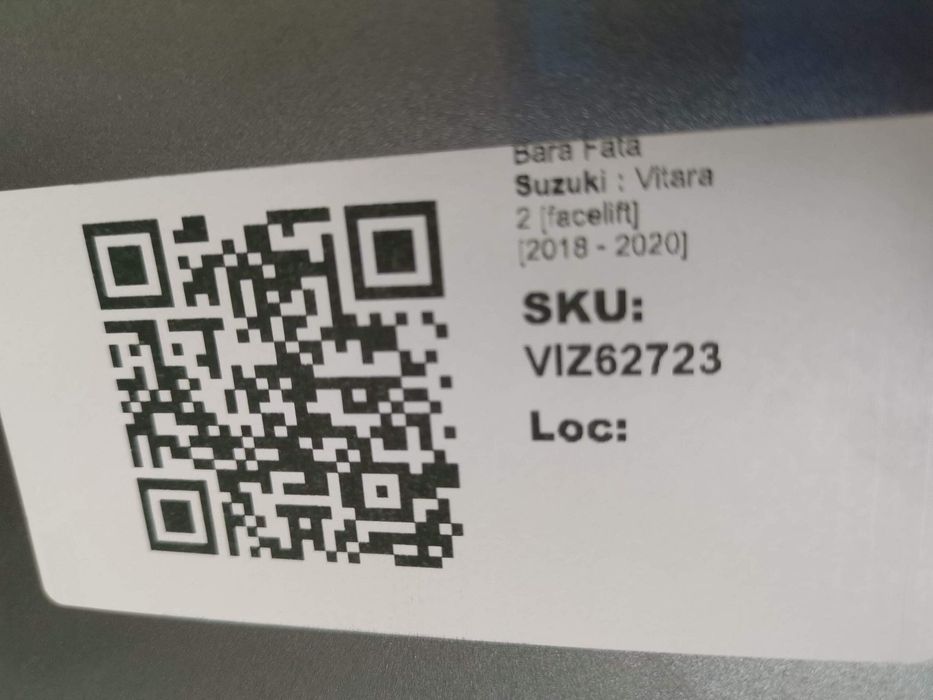 Bara Fata
Suzuki : Vitara
2 [facelift]
[2018 - 2020]
SKU:
VIZ62723
Loc: